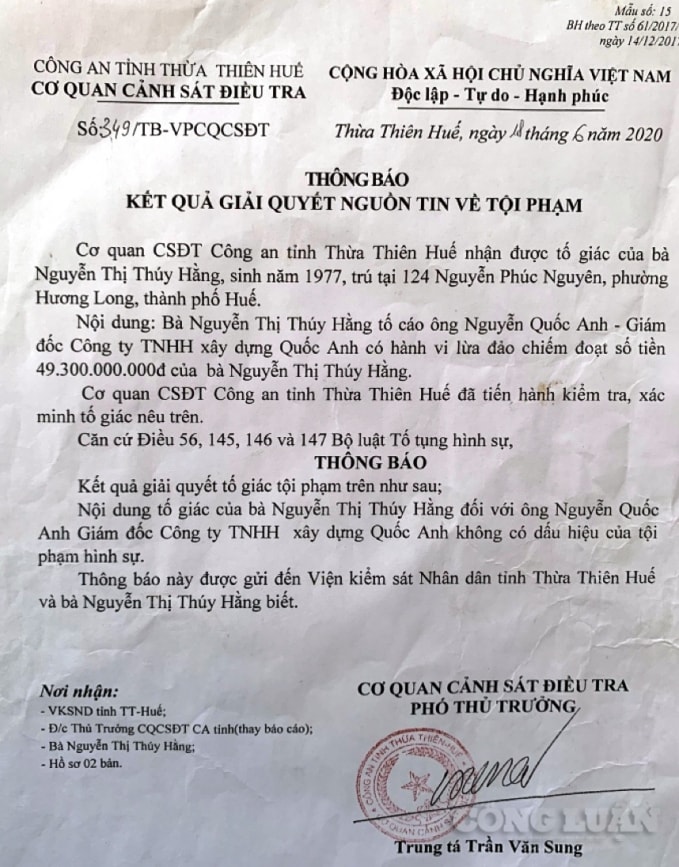 Mẫu số: 15
BH theo TT số 61/2017/
ngày 14/12/2017
CÔNG AN TỈNH THỪA THIÊN HUẾ
CƠ QUAN CẢNH SÁT ĐIỀU TRA
Số:349/TB-VPCQCSĐT
CỘNG HÒA XÃ HỘI CHỦ NGHĨA VIỆT NAM
Độc lập - Tự do - Hạnh phúc
Thừa Thiên Huế, ngày tháng 6 năm 2020
THÔNG BÁO
KẾT QUẢ GIẢI QUYẾT NGUỒN TIN VỀ TỘI PHẠM
Cơ quan CSĐT Công an tỉnh Thừa Thiên Huế nhận được tố giác của bà
Nguyễn Thị Thúy Hằng, sinh năm 1977, trú tại 124 Nguyễn Phúc Nguyên, phường
Hương Long, thành phố Huế.
Nội dung: Bà Nguyễn Thị Thúy Hằng tố cáo ông Nguyễn Quốc Anh - Giám
đốc Công ty TNHH xây dựng Quốc Anh có hành vi lừa đảo chiếm đoạt số tiền
49.300.000.000đ của bà Nguyễn Thị Thúy Hằng.
Cơ quan CSĐT Công an tỉnh Thừa Thiên Huế đã tiến hành kiểm tra, xác
minh tố giác nêu trên.
Căn cứ Điều 56, 145, 146 và 147 Bộ luật Tố tụng hình sự,
THÔNG BÁO
Kết quả giải quyết tố giác tội phạm trên như sau;
Nội dung tố giác của bà Nguyễn Thị Thúy Hằng đối với ông Nguyễn Quốc
Anh Giám đốc Công ty TNHH xây dựng Quốc Anh không có dấu hiệu của tội
phạm hình sự.
Thông báo này được gửi đến Viện kiểm sát Nhân dân tỉnh Thừa Thiên Huế
và bà Nguyễn Thị Thúy Hằng biết.
Nơi nhận:
- VKSND tỉnh TT-Huế;
- Đ/c Thủ Trưởng CQCSĐT CA tỉnh(thay báo cáo);
- Bà Nguyễn Thị Thúy Hằng;
- Hồ sơ 02 bản.
CƠ QUAN CẢNH SÁT ĐIỀU TRA
PHÓ THỦ TRƯỞNG
CÔNG AN TỈNH THỪA THIÊN-HUẾ
CƠ QUAN CẢNH SÁT
CÔNG LUẬN
Trung tá Trần Văn Sung